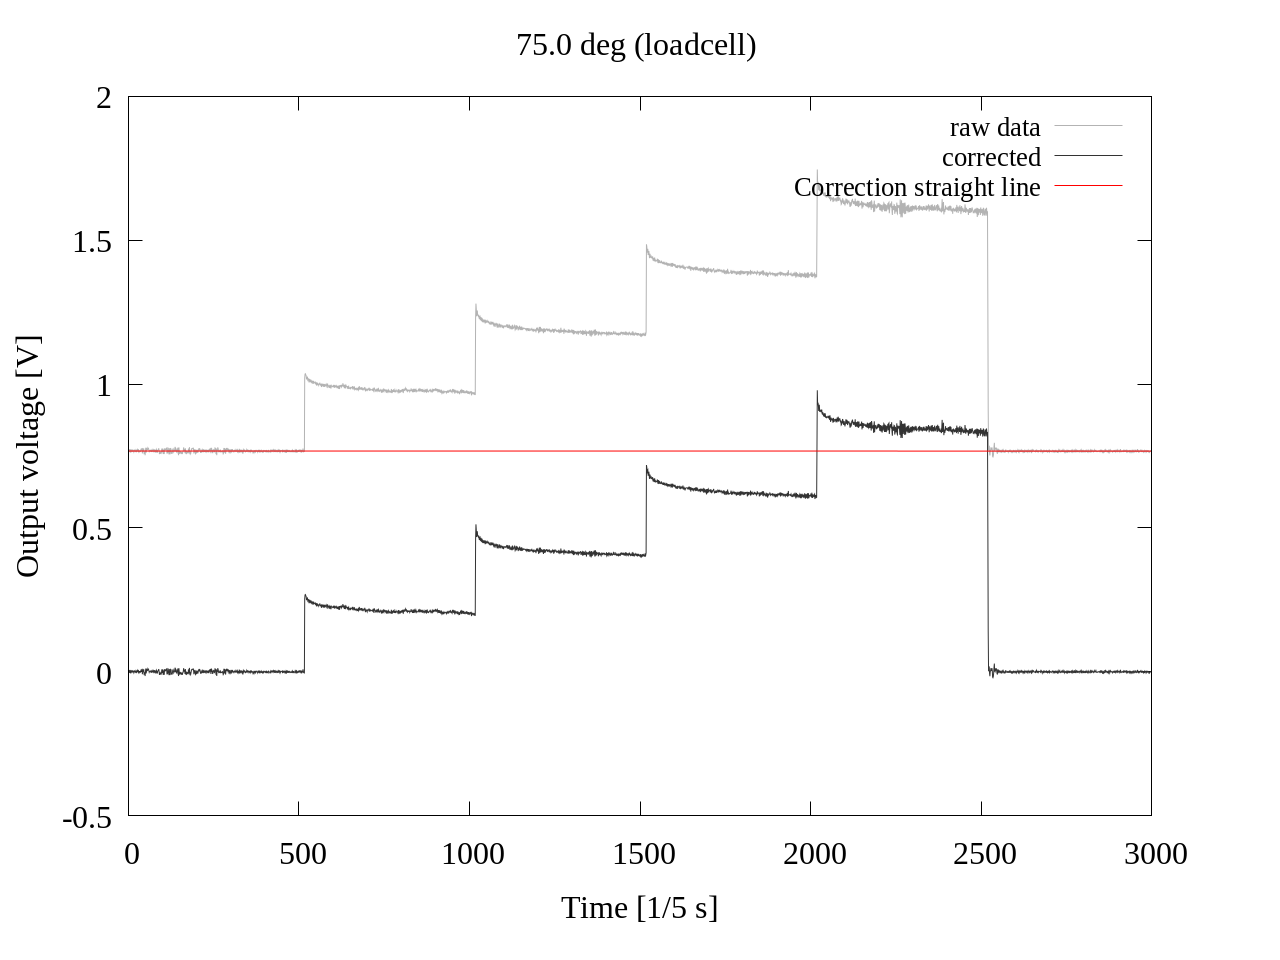 75.0 deg (loadcell)
2
raw data
corrected
Correction straight line
1.5
1
0.5
0
-0.5
Output voltage [V]
0 500 1000 1500 2000 2500 3000
Time [1/5 s]